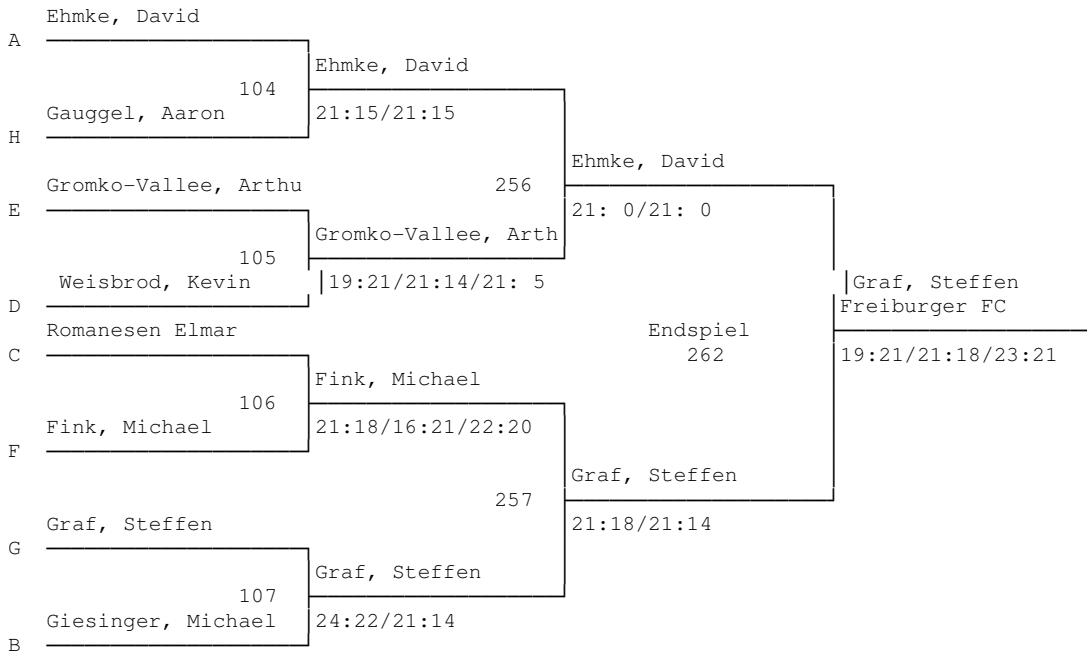 Ehmke, David
A
Ehmke, David
104
Gauggel, Aaron 21:15/21:15
H
Ehmke, David
Gromko-Vallee, Arthu 256
E 21: 0/21: 0
Gromko-Vallee, Arth
105
Weisbrod, Kevin |19:21/21:14/21: 5 |Graf, Steffen
D Freiburger FC
Romanesen Elmar Endspiel
C 262 19:21/21:18/23:21
Fink, Michael
106
Fink, Michael 21:18/16:21/22:20
F
Graf, Steffen
257
Graf, Steffen 21:18/21:14
G
Graf, Steffen
107
Giesinger, Michael 24:22/21:14
B